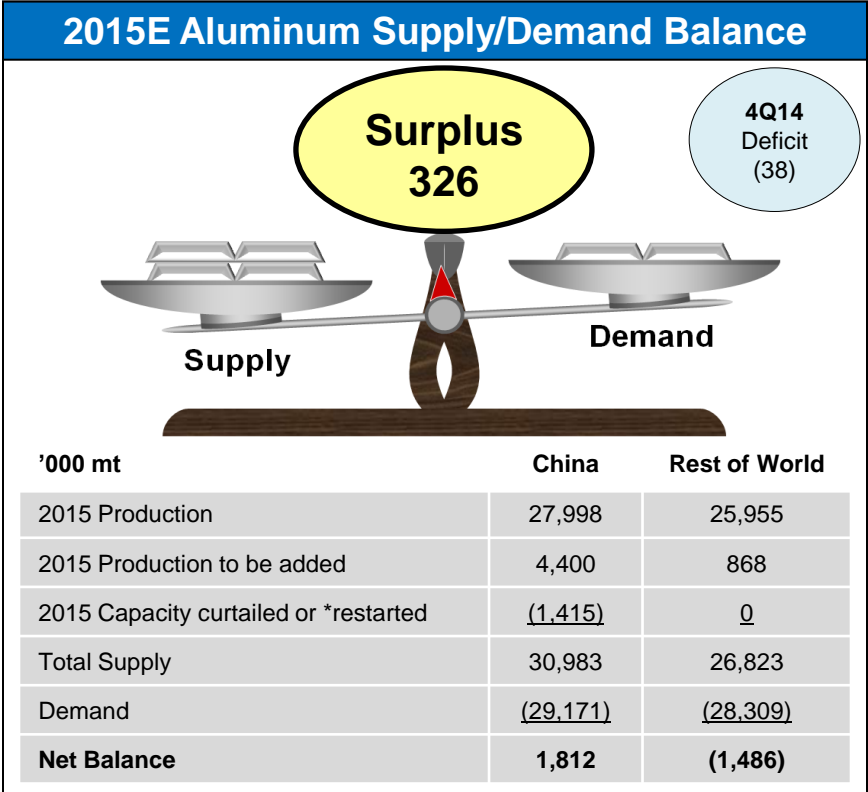 2015E Aluminum Supply/Demand Balance
Surplus
326
4Q14
Deficit
(38)
Supply
Demand
’000 mt China Rest of World
2015 Production 27,998 25,955
2015 Production to be added 4,400 868
2015 Capacity curtailed or *restarted (1,415) 0
Total Supply 30,983 26,823
Demand (29,171) (28,309)
Net Balance 1,812 (1,486)